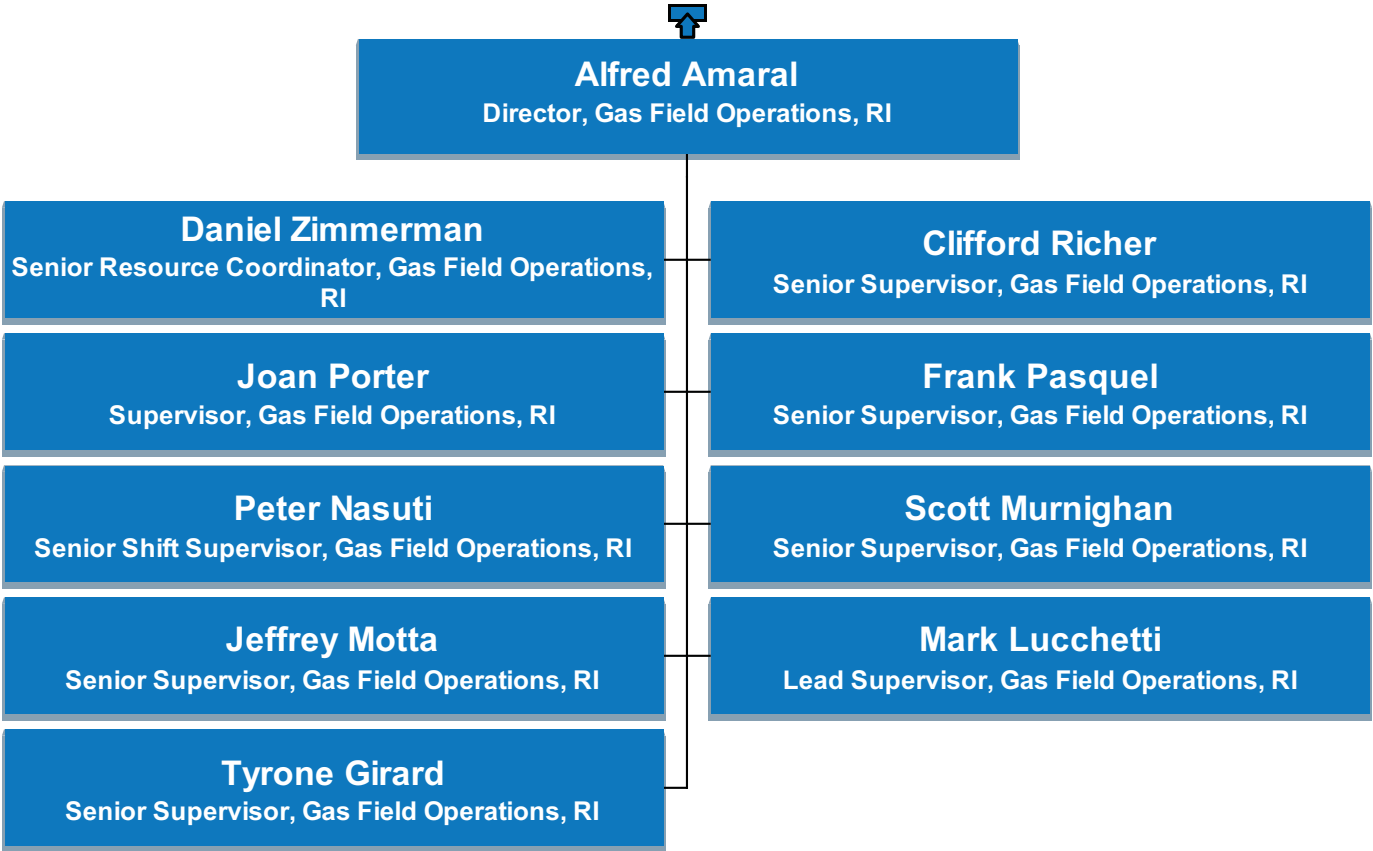 Alfred Amaral
Director, Gas Field Operations, RI
Daniel Zimmerman
Senior Resource Coordinator, Gas Field Operations,
RI
Clifford Richer
Senior Supervisor, Gas Field Operations, RI
Joan Porter
Supervisor, Gas Field Operations, RI
Frank Pasquel
Senior Supervisor, Gas Field Operations, RI
Peter Nasuti
Senior Shift Supervisor, Gas Field Operations, RI
Scott Murnighan
Senior Supervisor, Gas Field Operations, RI
Jeffrey Motta
Senior Supervisor, Gas Field Operations, RI
Mark Lucchetti
Lead Supervisor, Gas Field Operations, RI
Tyrone Girard
Senior Supervisor, Gas Field Operations, RI